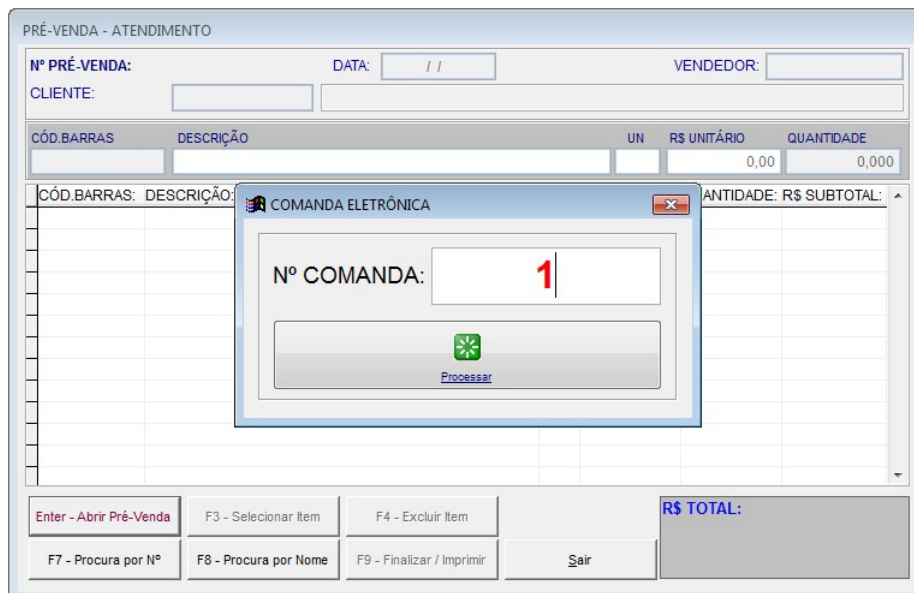 PRÉ-VENDA - ATENDIMENTO
Nº PRÉ-VENDA: DATA: / / VENDEDOR:
CLIENTE:
CÓD.BARRAS DESCRIÇÃO UN R$ UNITÁRIO QUANTIDADE
0,00 0,000
CÓD.BARRAS: DESCRIÇÃO: ANTIDADE: R$ SUBTOTAL:
COMANDA ELETRÔNICA
Nº COMANDA: 1
Processar
Enter - Abrir Pré-Venda F3 - Selecionar Item F4 - Excluir Item R$ TOTAL:
F7 - Procura por Nº F8 - Procura por Nome F9 - Finalizar / Imprimir Sair